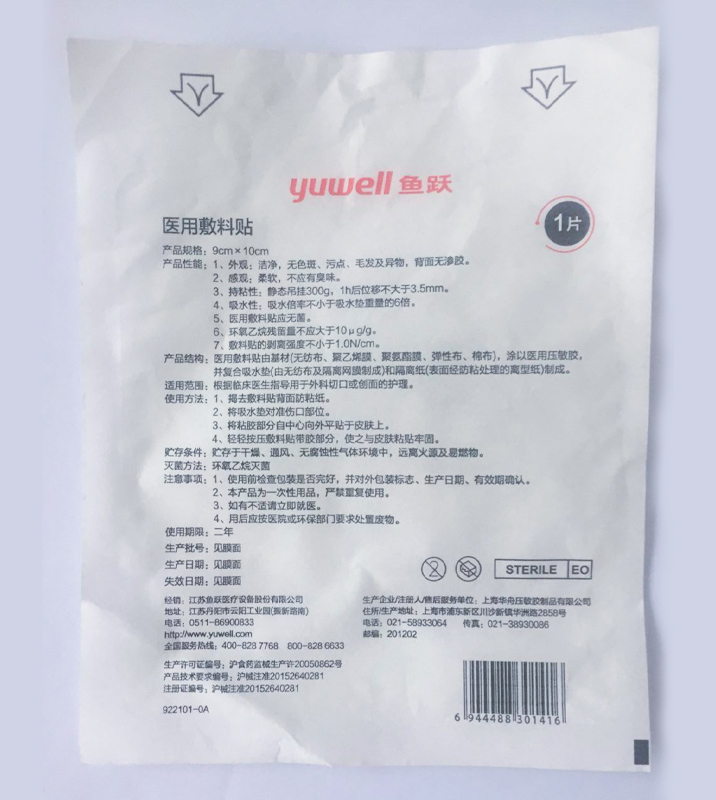 yuwell 鱼跃
医用敷料贴
1片
产品规格：9cm×10cm
产品性能：1、外观：洁净，无色斑、污点、毛发及异物，背面无渗胶。
2、感观：柔软，不应有臭味。
3、持粘性：静态吊挂300g，1h后位移不大于3.5mm。
4、吸水性：吸水倍率不小于吸水垫重量的6倍。
5、医用敷料贴应无菌。
6、环氧乙烷残留量不应大于10μg/g。
7、敷料贴的剥离强度不小于1.0N/cm。
产品结构：医用敷料贴由基材(无纺布、聚乙烯膜、聚氨酯膜、弹性布、棉布)，涂以医用压敏胶，
并复合吸水垫(由无纺布及隔离网膜制成)和隔离纸(表面经防粘处理的离型纸)制成。
适用范围：根据临床医生指导用于外科切口或创面的护理。
使用方法：1、揭去敷料贴背面防粘纸。
2、将吸水垫对准伤口部位。
3、将粘胶部分自中心向外平贴于皮肤上。
4、轻轻按压敷料贴带胶部分，使之与皮肤粘贴牢固。
贮存条件：贮存于干燥、通风、无腐蚀性气体环境中，远离火源及易燃物。
灭菌方法：环氧乙烷灭菌
注意事项：1、使用前检查包装是否完好，并对外包装标志、生产日期、有效期确认。
2、本产品为一次性用品，严禁重复使用。
3、如有不适请立即就医。
4、用后应按医院或环保部门要求处置废物。
使用期限：二年
生产批号：见膜面
生产日期：见膜面
失效日期：见膜面
2
STERILE EO
经销：江苏鱼跃医疗设备股份有限公司
地址：江苏丹阳市云阳工业园(振新路南)
电话：0511-86900833
http://www.yuwell.com
全国服务热线：400-828 7768 800-828 6633
生产企业/注册人/售后服务单位：上海华舟压敏胶制品有限公司
住所/生产地址：上海市浦东新区川沙新镇华洲路2858号
电话：021-58933064 传真：021-38930086
邮编：201202
生产许可证编号：沪食药监械生产许20050862号
产品技术要求编号：沪械注准20152640281
注册证编号：沪械注准20152640281
922101-0A
6 944488 301416